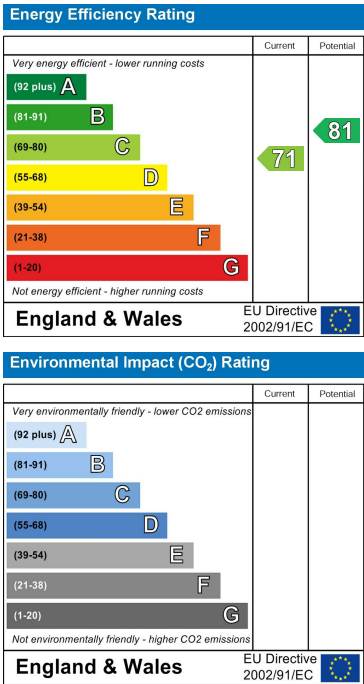 Energy Efficiency Rating
Current Potential
Very energy efficient - lower running costs
(92 plus) A
(81-91) B
(69-80) C
(55-68) D
(39-54) E
(21-38) F
(1-20) G
71
81
Not energy efficient - higher running costs
England & Wales
EU Directive
2002/91/EC
Environmental Impact (CO₂) Rating
Current Potential
Very environmentally friendly - lower CO2 emissions
(92 plus) A
(81-91) B
(69-80) C
(55-68) D
(39-54) E
(21-38) F
(1-20) G
Not environmentally friendly - higher CO2 emissions
England & Wales
EU Directive
2002/91/EC